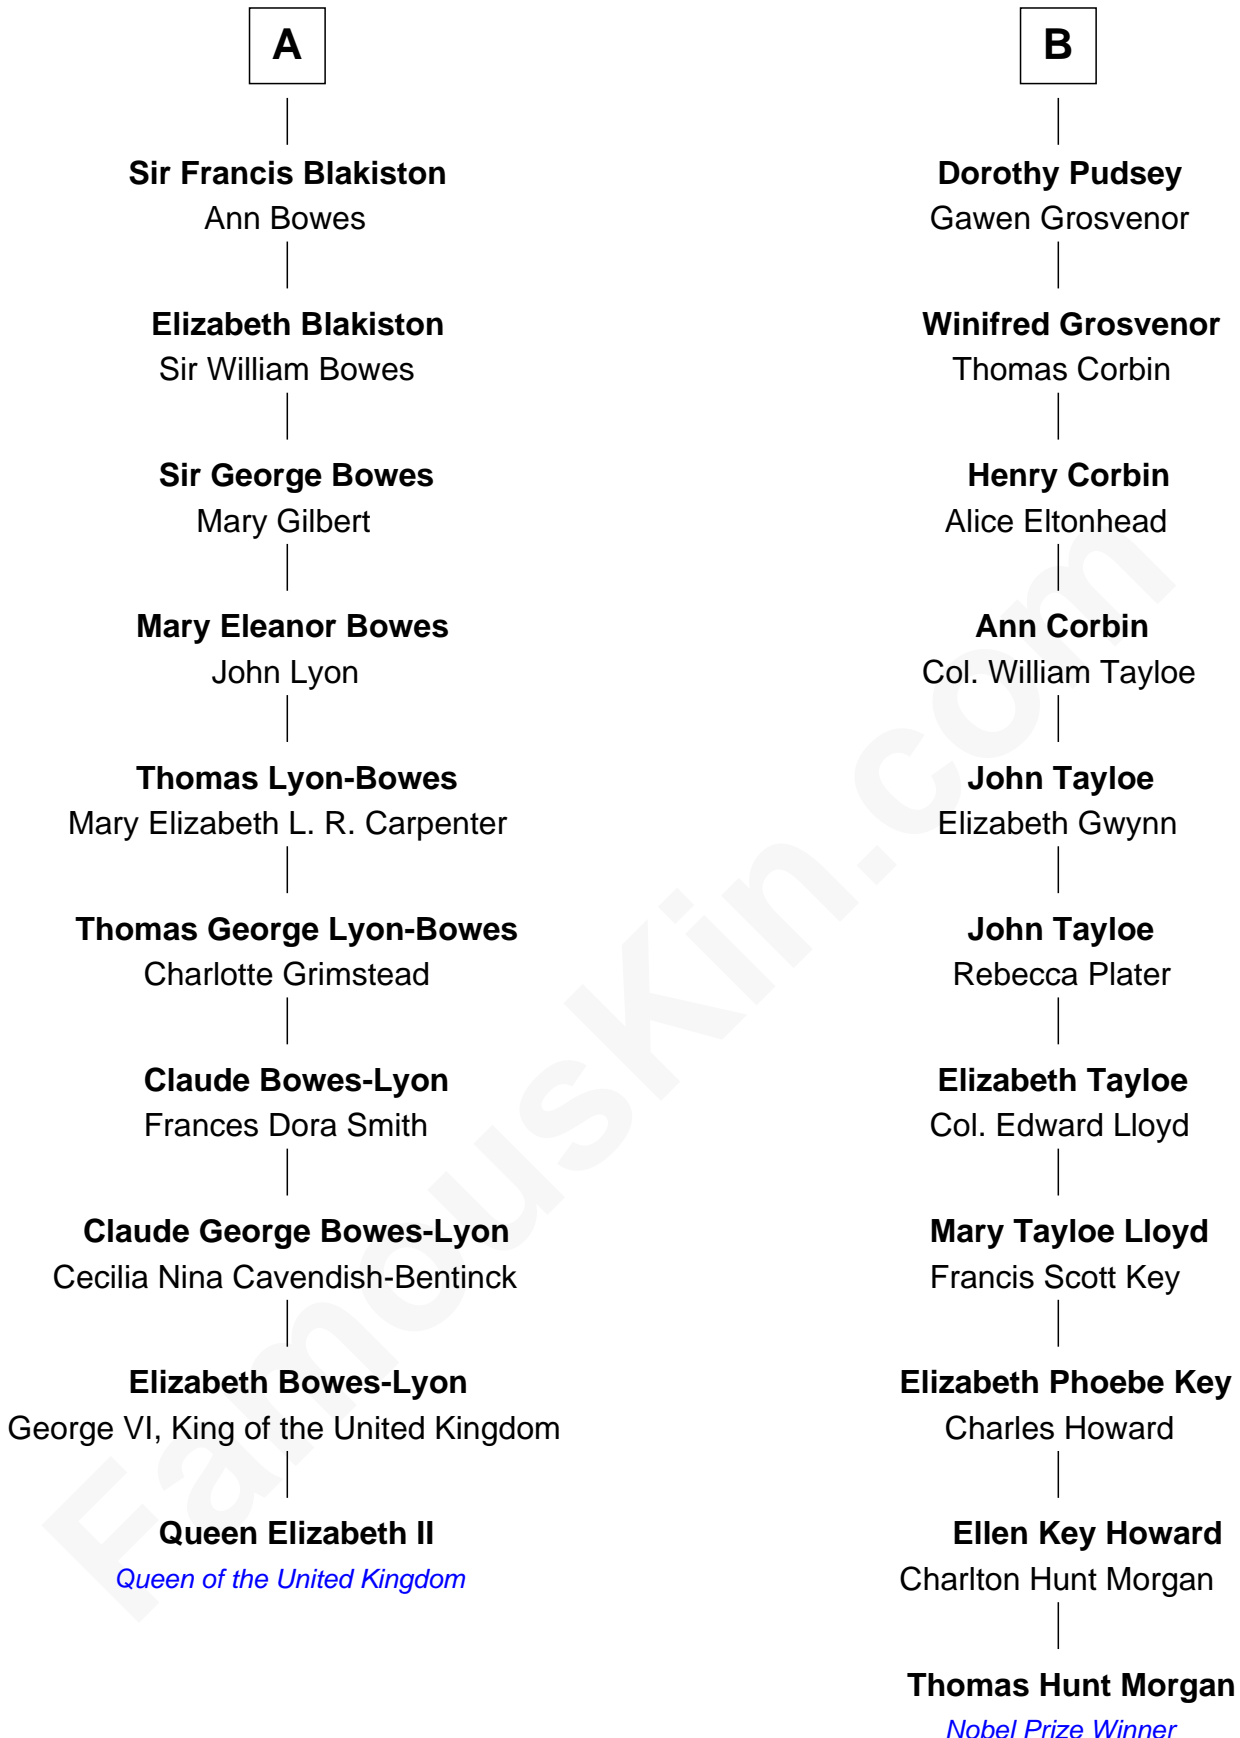 A
Sir Francis Blakiston
Ann Bowes
Elizabeth Blakiston
Sir William Bowes
Sir George Bowes
Mary Gilbert
Mary Eleanor Bowes
John Lyon
Thomas Lyon-Bowes
Mary Elizabeth L. R. Carpenter
Thomas George Lyon-Bowes
Charlotte Grimstead
Claude Bowes-Lyon
Frances Dora Smith
Claude George Bowes-Lyon
Cecilia Nina Cavendish-Bentinck
Elizabeth Bowes-Lyon
George VI, King of the United Kingdom
Queen Elizabeth II
Queen of the United Kingdom
B
Dorothy Pudsey
Gawen Grosvenor
Winifred Grosvenor
Thomas Corbin
Henry Corbin
Alice Eltonhead
Ann Corbin
Col. William Tayloe
John Tayloe
Elizabeth Gwynn
John Tayloe
Rebecca Plater
Elizabeth Tayloe
Col. Edward Lloyd
Mary Tayloe Lloyd
Francis Scott Key
Elizabeth Phoebe Key
Charles Howard
Ellen Key Howard
Charlton Hunt Morgan
Thomas Hunt Morgan
Nobel Prize Winner
FamousKin.com